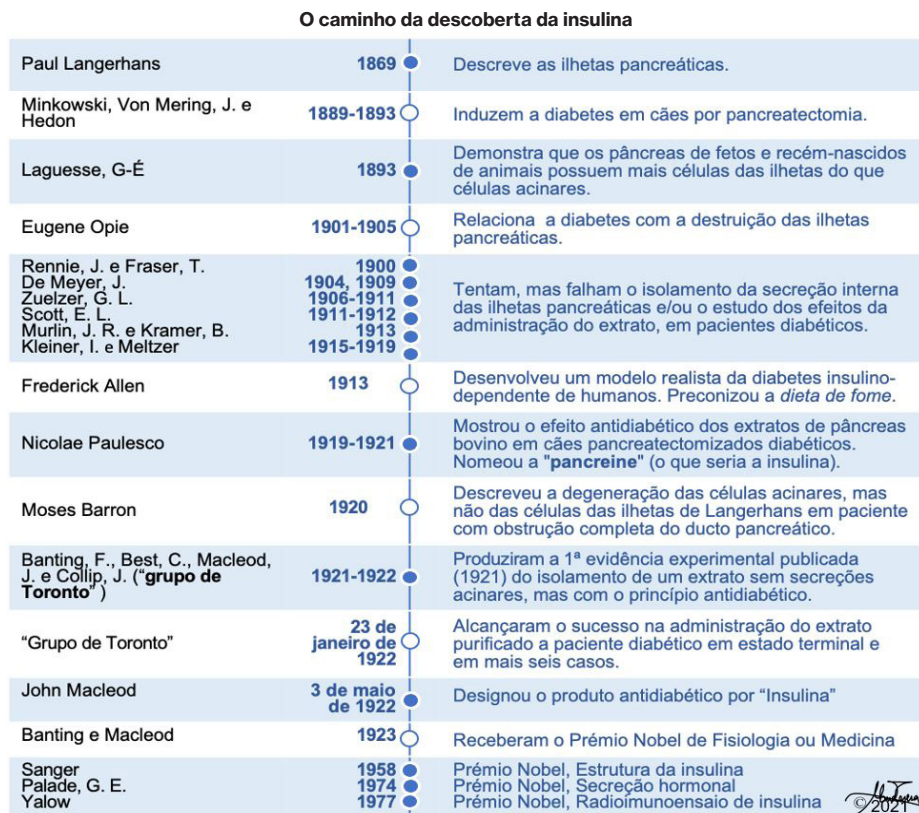 O caminho da descoberta da insulina
Paul Langerhans 1869 Descreve as ilhetas pancreáticas.
Minkowski, Von Mering, J. e
Hedon
1889-1893 Induzem a diabetes em cães por pancreatectomia.
Laguesse, G-É 1893
Demonstra que os pâncreas de fetos e recém-nascidos
de animais possuem mais células das ilhetas do que
células acinares.
Eugene Opie 1901-1905
Relaciona a diabetes com a destruição das ilhetas
pancreáticas.
Rennie, J. e Fraser, T. 1900
De Meyer, J. 1904, 1909
Zuelzer, G. L. 1906-1911
Scott, E. L. 1911-1912
Murlin, J. R. e Kramer, B. 1913
Kleiner, I. e Meltzer 1915-1919
Tentam, mas falham o isolamento da secreção interna
das ilhetas pancreáticas e/ou o estudo dos efeitos da
administração do extrato, em pacientes diabéticos.
Frederick Allen 1913
Desenvolveu um modelo realista da diabetes insulino-
dependente de humanos. Preconizou a dieta de fome.
Nicolae Paulesco 1919-1921
Mostrou o efeito antidiabético dos extratos de pâncreas
bovino em cães pancreatectomizados diabéticos.
Nomeou a "pancreine" (o que seria a insulina).
Moses Barron 1920
Descreveu a degeneração das células acinares, mas
não das células das ilhetas de Langerhans em paciente
com obstrução completa do ducto pancreático.
Banting, F., Best, C., Macleod,
J. e Collip, J. (“grupo de
Toronto” )
1921-1922
Produziram a 1ª evidência experimental publicada
(1921) do isolamento de um extrato sem secreções
acinares, mas com o princípio antidiabético.
“Grupo de Toronto”
23 de
janeiro de
1922
Alcançaram o sucesso na administração do extrato
purificado a paciente diabético em estado terminal e
em mais seis casos.
John Macleod
3 de maio
de 1922
Designou o produto antidiabético por “Insulina”
Banting e Macleod 1923 Receberam o Prémio Nobel de Fisiologia ou Medicina
Sanger 1958 Prémio Nobel, Estrutura da insulina
Palade, G. E. 1974 Prémio Nobel, Secreção hormonal
Yalow 1977 Prémio Nobel, Radioimunoensaio de insulina
© 2021